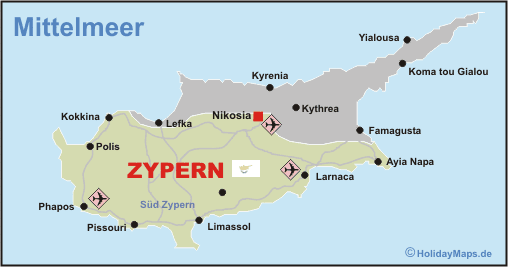 Mittelmeer
Yialousa
Koma tou Gialou
Kyrenia
Kythrea
Nikosia
Kokkina
Lefka
Famagusta
Polis
Ayia Napa
ZYPERN
Larnaca
Phapos
Süd Zypern
Pissouri
Limassol
© HolidayMaps.de